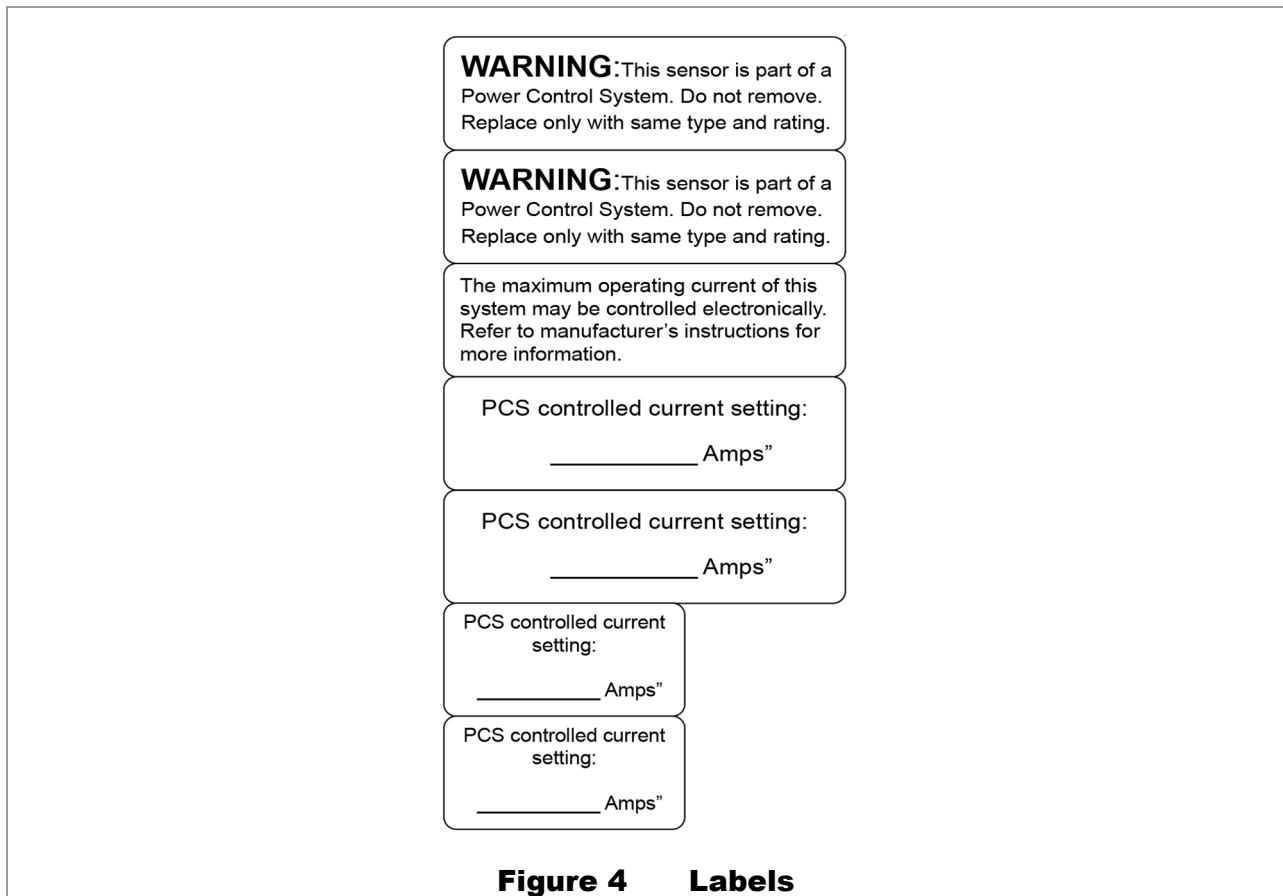 WARNING:This sensor is part of a
Power Control System. Do not remove.
Replace only with same type and rating.
WARNING:This sensor is part of a
Power Control System. Do not remove.
Replace only with same type and rating.
The maximum operating current of this
system may be controlled electronically.
Refer to manufacturer’s instructions for
more information.
PCS controlled current setting:
____________ Amps”
PCS controlled current setting:
____________ Amps”
PCS controlled current
setting:
____________ Amps”
PCS controlled current
setting:
____________ Amps”
Figure 4 Labels